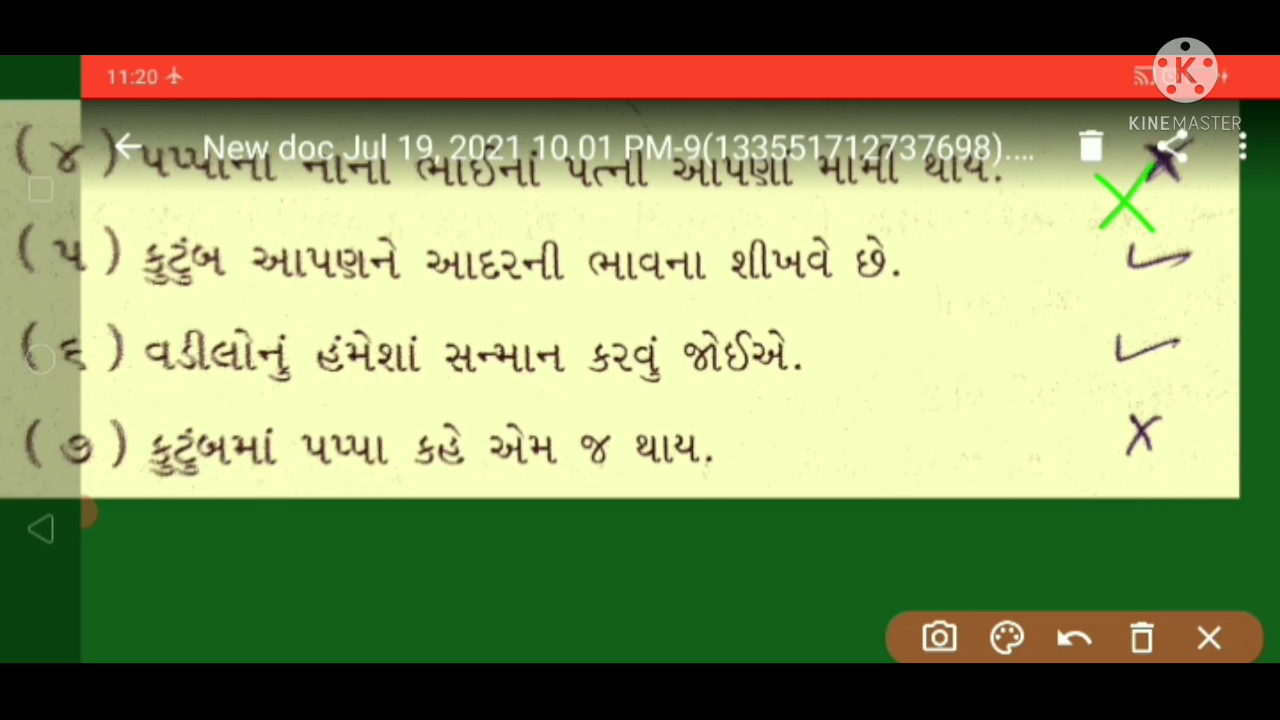 11:20
KINEMASTER
New doc Jul 19, 2021 10.01 PM-9(133551712737698)....
(૪) પપ્પાના નાના ભાઈનાં પત્ની આપણાં મામી થાય.
(૫) કુટુંબ આપણને આદરની ભાવના શીખવે છે.
(૬) વડીલોનું હંમેશાં સન્માન કરવું જોઈએ.
(૭) કુટુંબમાં પપ્પા કહે એમ જ થાય.